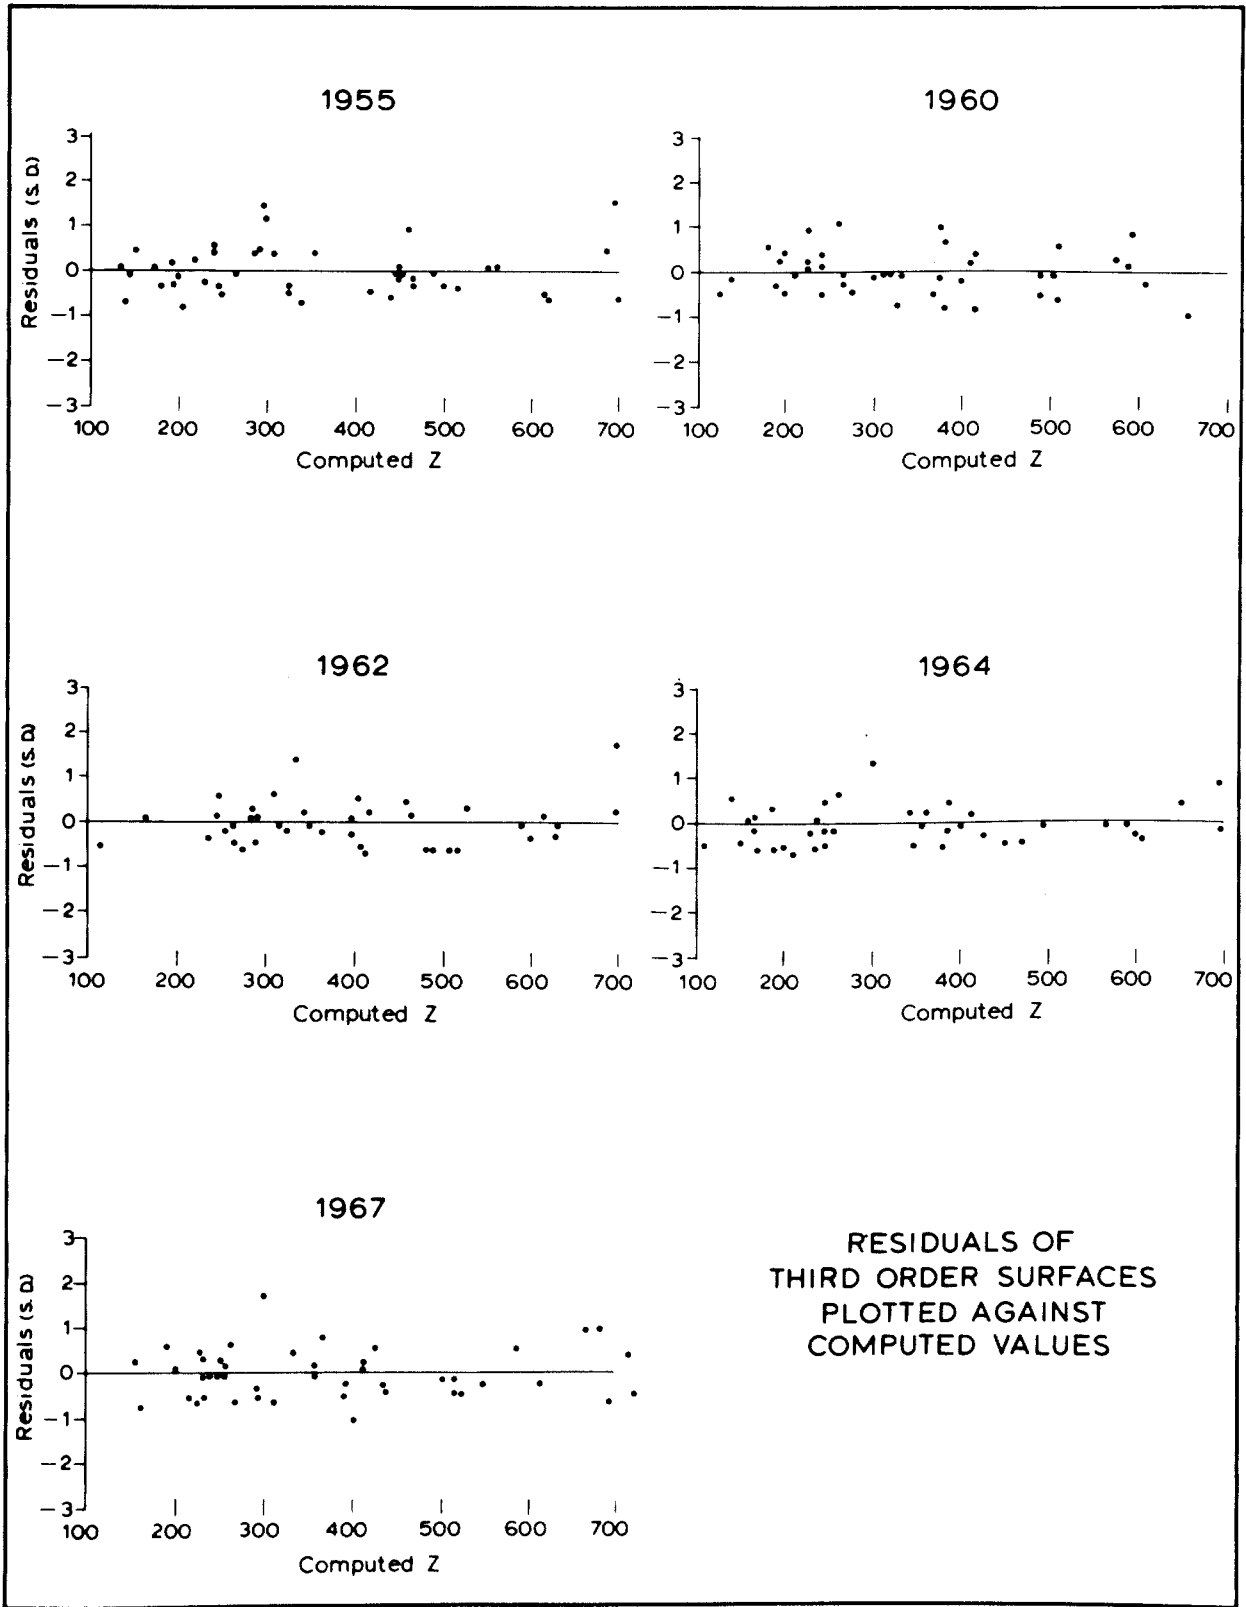 1955
3
2
1
0
−1
−2
−3
Residuals (S.D.)
100 200 300 400 500 600 700
Computed Z
1960
3
2
1
0
−1
−2
−3
100 200 300 400 500 600 700
Computed Z
1962
3
2
1
0
−1
−2
−3
Residuals (S.D.)
100 200 300 400 500 600 700
Computed Z
1964
3
2
1
0
−1
−2
−3
100 200 300 400 500 600 700
Computed Z
1967
3
2
1
0
−1
−2
−3
Residuals (S.D.)
100 200 300 400 500 600 700
Computed Z
RESIDUALS OF
THIRD ORDER SURFACES
PLOTTED AGAINST
COMPUTED VALUES